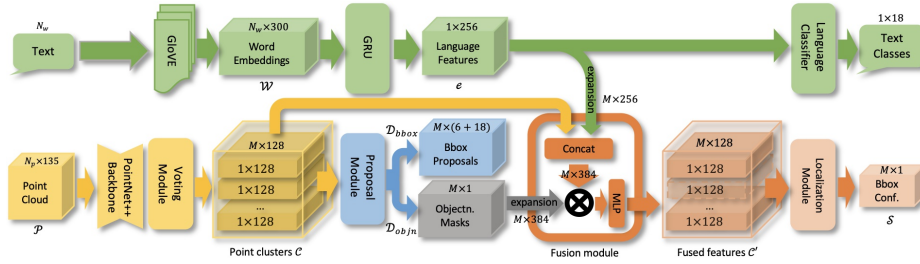 N_w
Text
GloVE
N_w×300
Word
Embeddings
𝒲
GRU
1×256
Language
Features
e
expansion
M×256
Language
Classifier
1×18
Text
Classes
N_p×135
Point
Cloud
𝒫
PointNet++
Backbone
Voting
Module
M×128
1×128
1×128
...
1×128
Point clusters 𝒞
Proposal
Module
𝒟_bbox
M×(6 + 18)
Bbox
Proposals
𝒟_objn
M×1
Objectn.
Masks
expansion
M×384
Concat
M×384
MLP
Fusion module
M×128
1×128
1×128
...
1×128
Fused features 𝒞′
Localization
Module
M×1
Bbox
Conf.
𝒮